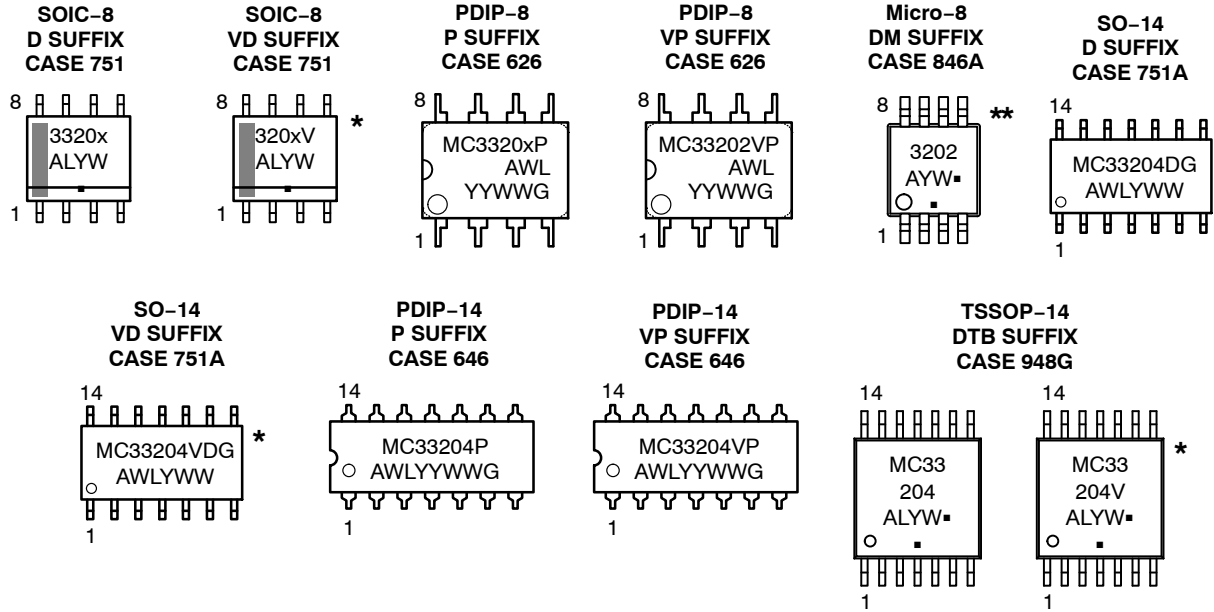 SOIC−8
D SUFFIX
CASE 751
8
3320x
ALYW
▪
1
SOIC−8
VD SUFFIX
CASE 751
8
320xV
ALYW
▪
1
*
PDIP−8
P SUFFIX
CASE 626
8
MC3320xP
AWL
YYWWG
1
PDIP−8
VP SUFFIX
CASE 626
8
MC33202VP
AWL
YYWWG
1
Micro−8
DM SUFFIX
CASE 846A
8
3202
AYW▪
▪
1
**
SO−14
D SUFFIX
CASE 751A
14
MC33204DG
AWLYWW
1
SO−14
VD SUFFIX
CASE 751A
14
MC33204VDG
AWLYWW
1
*
PDIP−14
P SUFFIX
CASE 646
14
MC33204P
AWLYYWWG
1
PDIP−14
VP SUFFIX
CASE 646
14
MC33204VP
AWLYYWWG
1
TSSOP−14
DTB SUFFIX
CASE 948G
14
MC33
204
ALYW▪
▪
1
14
MC33
204V
ALYW▪
▪
1
*